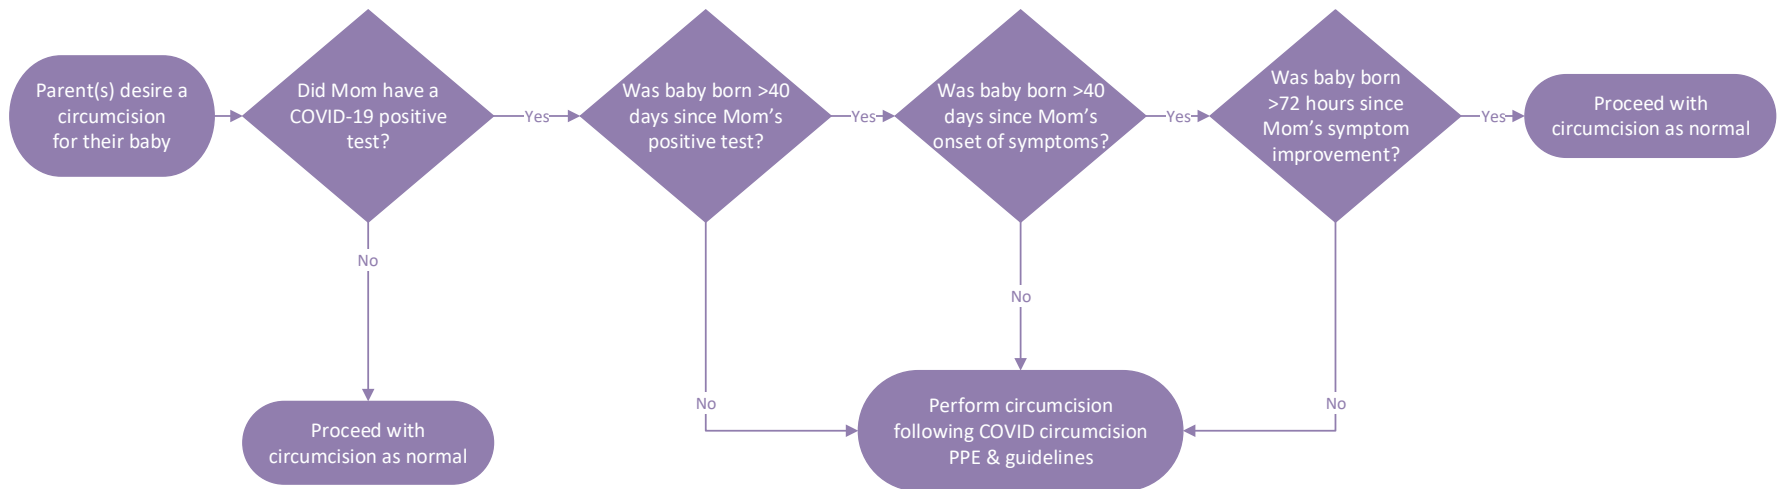 Parent(s) desire a
circumcision
for their baby
Did Mom have a
COVID-19 positive
test?
Yes
Was baby born >40
days since Mom’s
positive test?
Yes
Was baby born >40
days since Mom’s
onset of symptoms?
Yes
Was baby born
>72 hours since
Mom’s symptom
improvement?
Yes
Proceed with
circumcision as normal
No
No
No
No
Proceed with
circumcision as normal
Perform circumcision
following COVID circumcision
PPE & guidelines